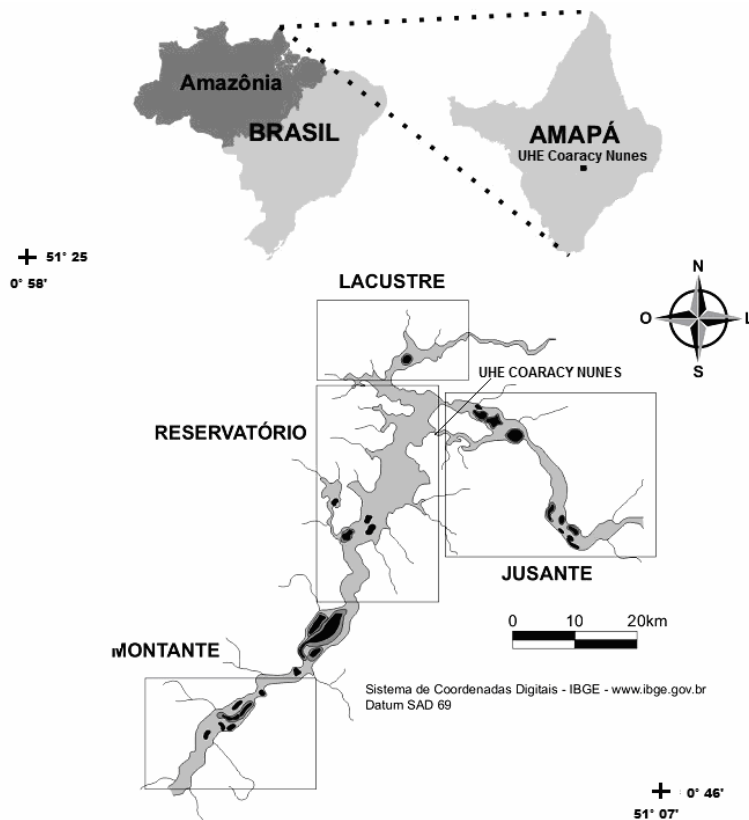 Amazônia
BRASIL
AMAPÁ
UHE Coaracy Nunes
51° 25
0° 58'
LACUSTRE
N
O
L
S
UHE COARACY NUNES
RESERVATÓRIO
JUSANTE
0 10 20km
MONTANTE
Sistema de Coordenadas Digitais - IBGE - www.ibge.gov.br
Datum SAD 69
0° 46
51° 07'